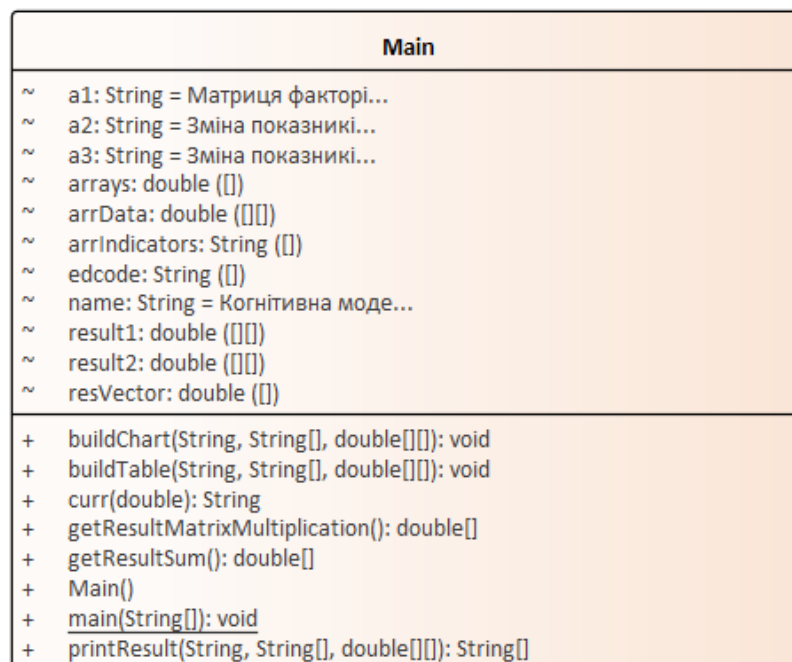 Main
~ a1: String = Матриця факторі...
~ a2: String = Зміна показникі...
~ a3: String = Зміна показникі...
~ arrays: double ([])
~ arrData: double ([][])
~ arrIndicators: String ([])
~ edcode: String ([])
~ name: String = Когнітивна моде...
~ result1: double ([][])
~ result2: double ([][])
~ resVector: double ([])
+ buildChart(String, String[], double[][]): void
+ buildTable(String, String[], double[][]): void
+ curr(double): String
+ getResultMatrixMultiplication(): double[]
+ getResultSum(): double[]
+ Main()
+ main(String[]): void
+ printResult(String, String[], double[][]): String[]